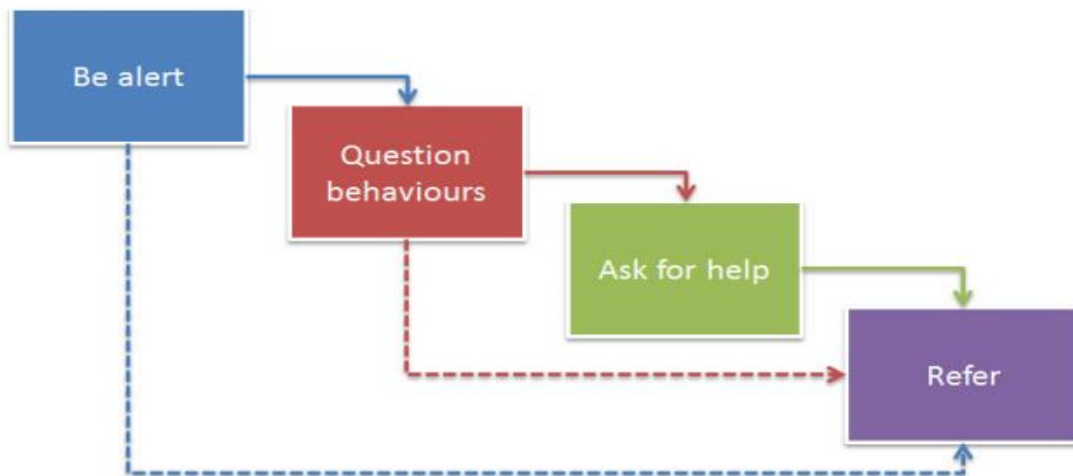 Be alert
Question
behaviours
Ask for help
Refer